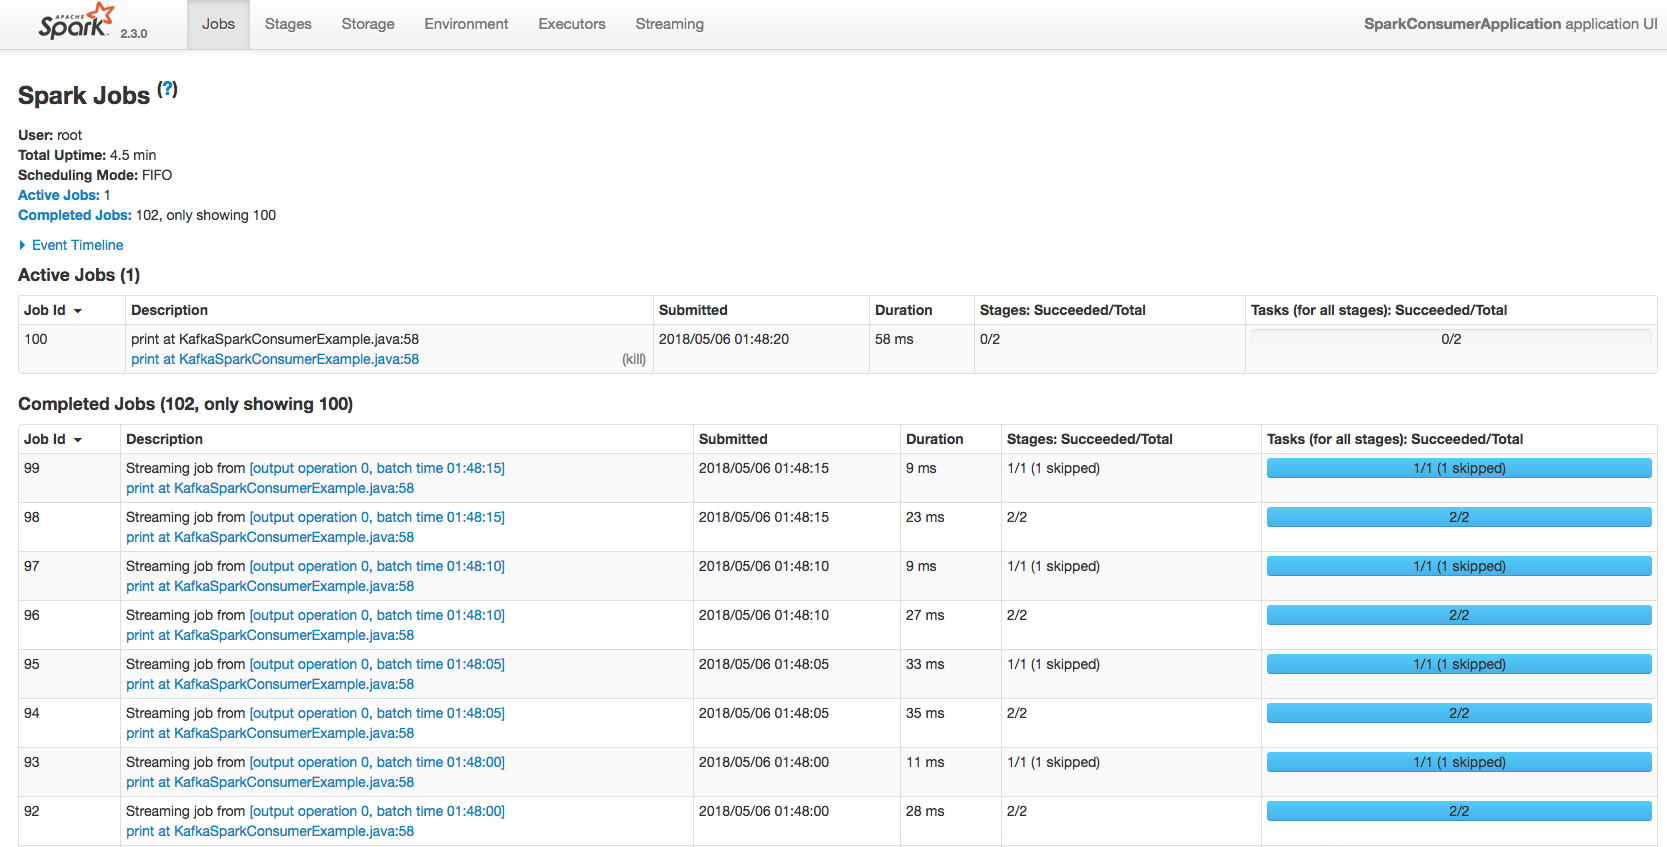 APACHE Spark 2.3.0 Jobs Stages Storage Environment Executors Streaming SparkConsumerApplication application UI
Spark Jobs (?)
User: root
Total Uptime: 4.5 min
Scheduling Mode: FIFO
Active Jobs: 1
Completed Jobs: 102, only showing 100
Event Timeline
Active Jobs (1)
Job Id Description Submitted Duration Stages: Succeeded/Total Tasks (for all stages): Succeeded/Total
100 print at KafkaSparkConsumerExample.java:58 2018/05/06 01:48:20 58 ms 0/2 0/2
print at KafkaSparkConsumerExample.java:58 (kill)
Completed Jobs (102, only showing 100)
Job Id Description Submitted Duration Stages: Succeeded/Total Tasks (for all stages): Succeeded/Total
99 Streaming job from [output operation 0, batch time 01:48:15] 2018/05/06 01:48:15 9 ms 1/1 (1 skipped) 1/1 (1 skipped)
print at KafkaSparkConsumerExample.java:58
98 Streaming job from [output operation 0, batch time 01:48:15] 2018/05/06 01:48:15 23 ms 2/2 2/2
print at KafkaSparkConsumerExample.java:58
97 Streaming job from [output operation 0, batch time 01:48:10] 2018/05/06 01:48:10 9 ms 1/1 (1 skipped) 1/1 (1 skipped)
print at KafkaSparkConsumerExample.java:58
96 Streaming job from [output operation 0, batch time 01:48:10] 2018/05/06 01:48:10 27 ms 2/2 2/2
print at KafkaSparkConsumerExample.java:58
95 Streaming job from [output operation 0, batch time 01:48:05] 2018/05/06 01:48:05 33 ms 1/1 (1 skipped) 1/1 (1 skipped)
print at KafkaSparkConsumerExample.java:58
94 Streaming job from [output operation 0, batch time 01:48:05] 2018/05/06 01:48:05 35 ms 2/2 2/2
print at KafkaSparkConsumerExample.java:58
93 Streaming job from [output operation 0, batch time 01:48:00] 2018/05/06 01:48:00 11 ms 1/1 (1 skipped) 1/1 (1 skipped)
print at KafkaSparkConsumerExample.java:58
92 Streaming job from [output operation 0, batch time 01:48:00] 2018/05/06 01:48:00 28 ms 2/2 2/2
print at KafkaSparkConsumerExample.java:58